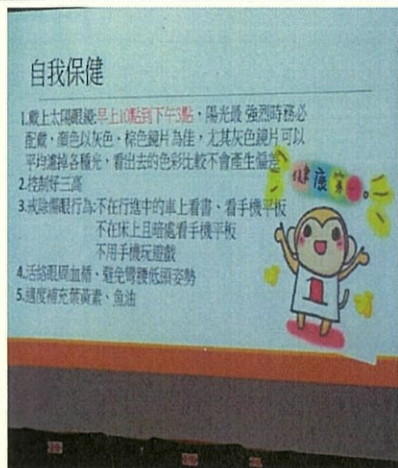 自我保健
1.戴上太陽眼鏡:早上10點到下午3點，陽光最 強烈時務必
配戴，顏色以灰色、棕色鏡片為佳，尤其灰色鏡片可以
平均濾掉各種光，看出去的色彩比較不會產生偏差
2.控制好三高
3.戒除傷眼行為:不在行進中的車上看書、看手機平板
不在床上且暗處看手機平板
不用手機玩遊戲
4.活絡眼周血循、避免彎腰低頭姿勢
5.適度補充葉黃素、魚油
健康第一。
1